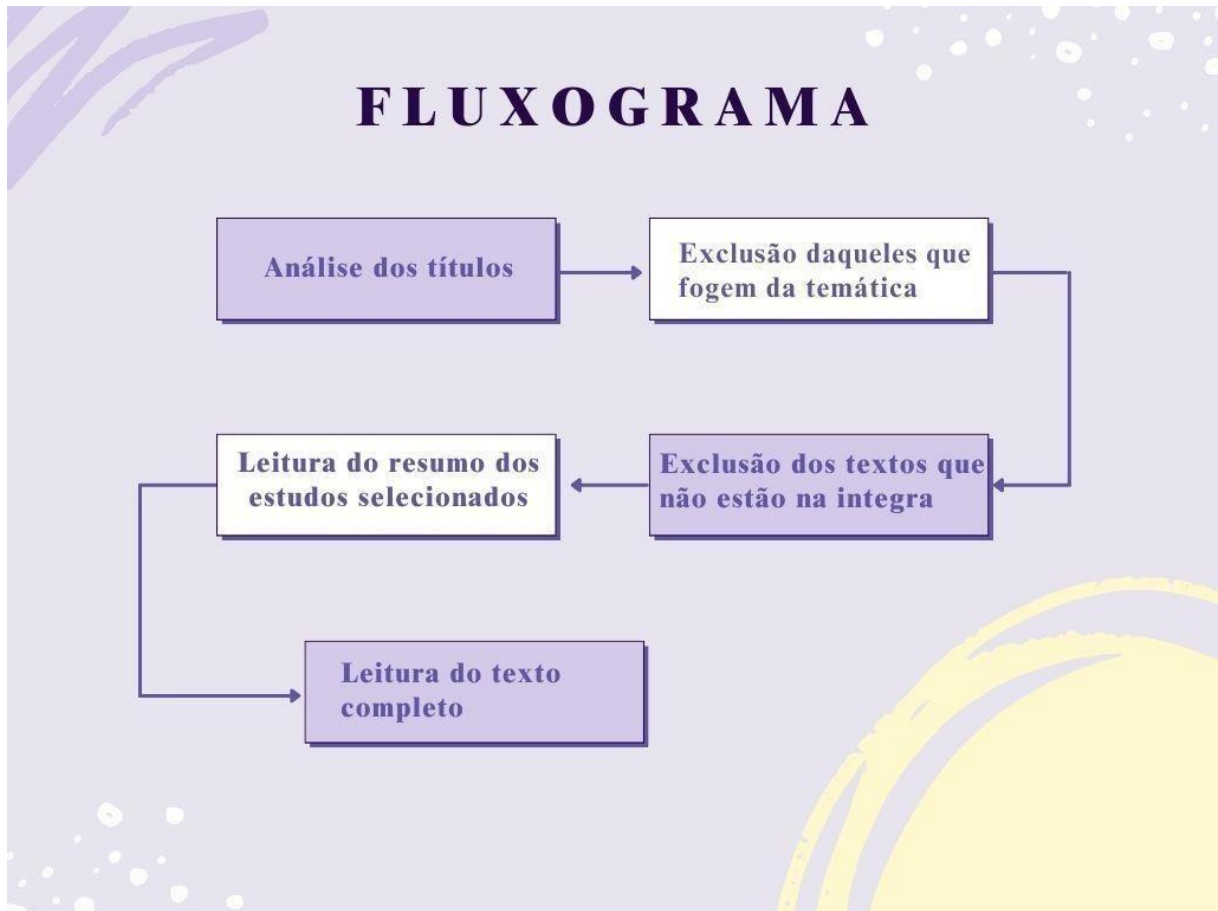 FLUXOGRAMA
Análise dos títulos
Exclusão daqueles que
fogem da temática
Exclusão dos textos que
não estão na integra
Leitura do resumo dos
estudos selecionados
Leitura do texto
completo